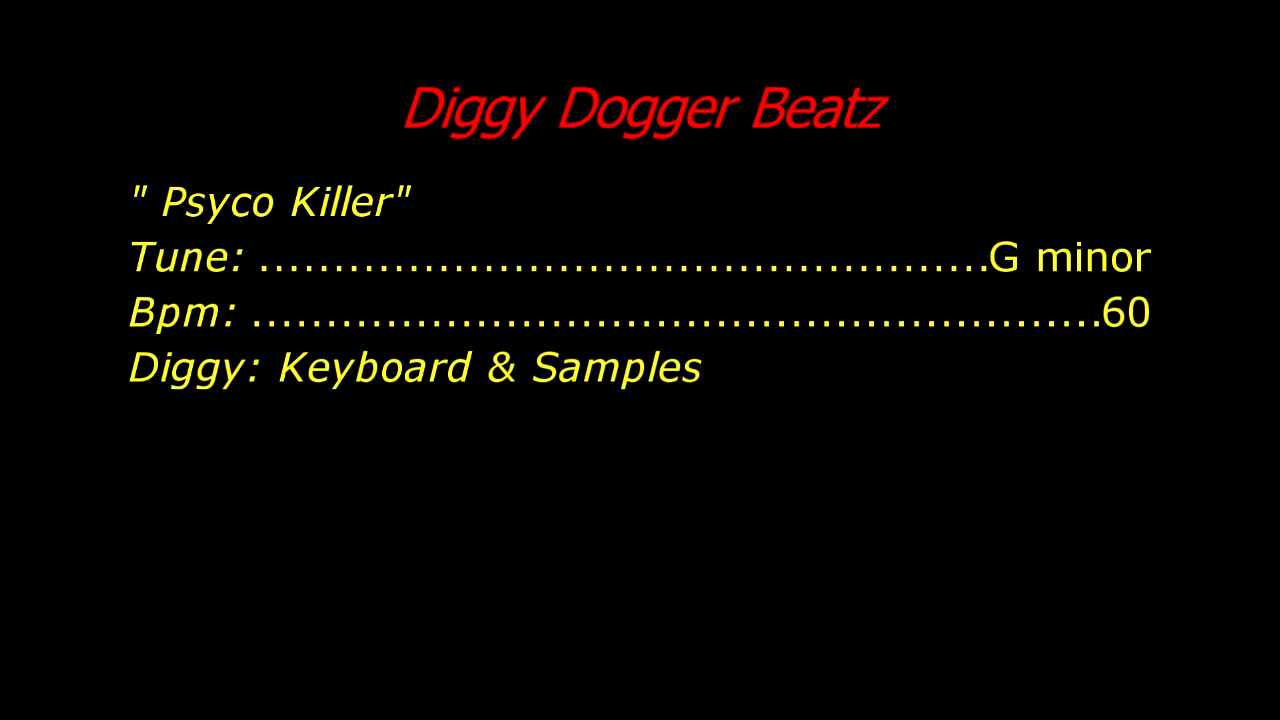 Diggy Dogger Beatz
" Psyco Killer"
Tune: .................................................G minor
Bpm: .........................................................60
Diggy: Keyboard & Samples